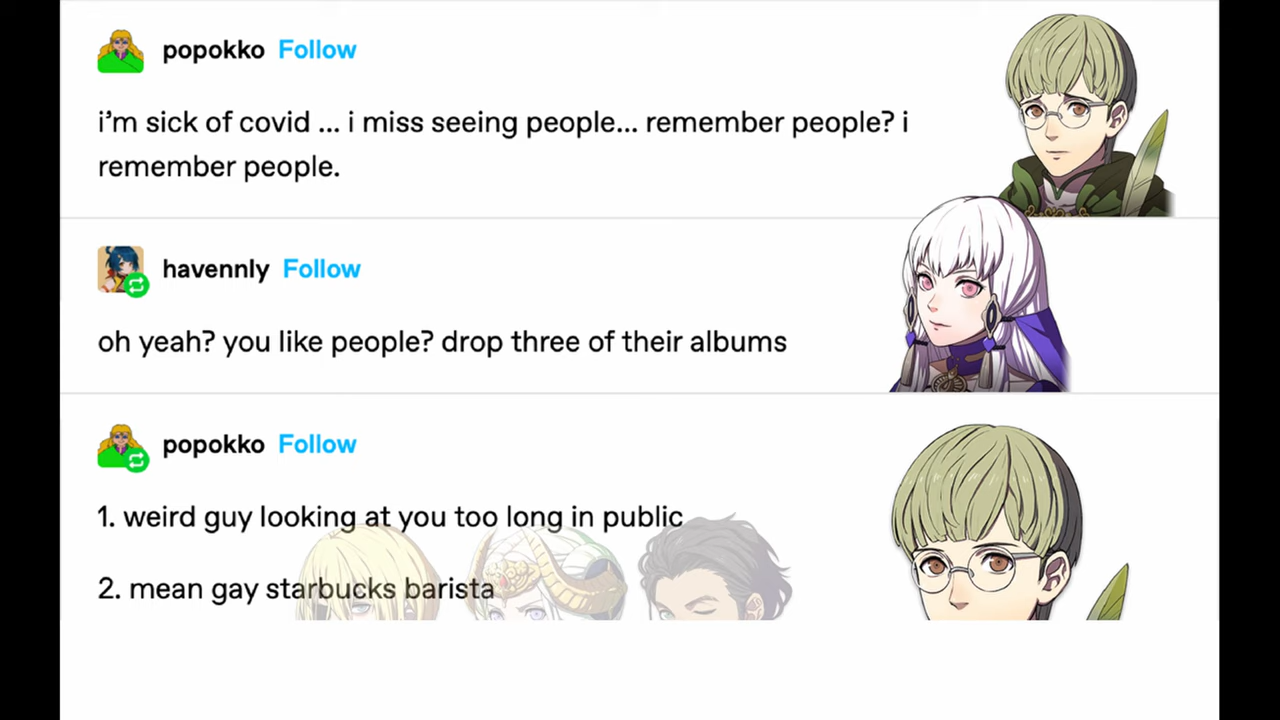 popokko Follow
i'm sick of covid ... i miss seeing people... remember people? i
remember people.
havennly Follow
oh yeah? you like people? drop three of their albums
popokko Follow
1. weird guy looking at you too long in public
2. mean gay starbucks barista